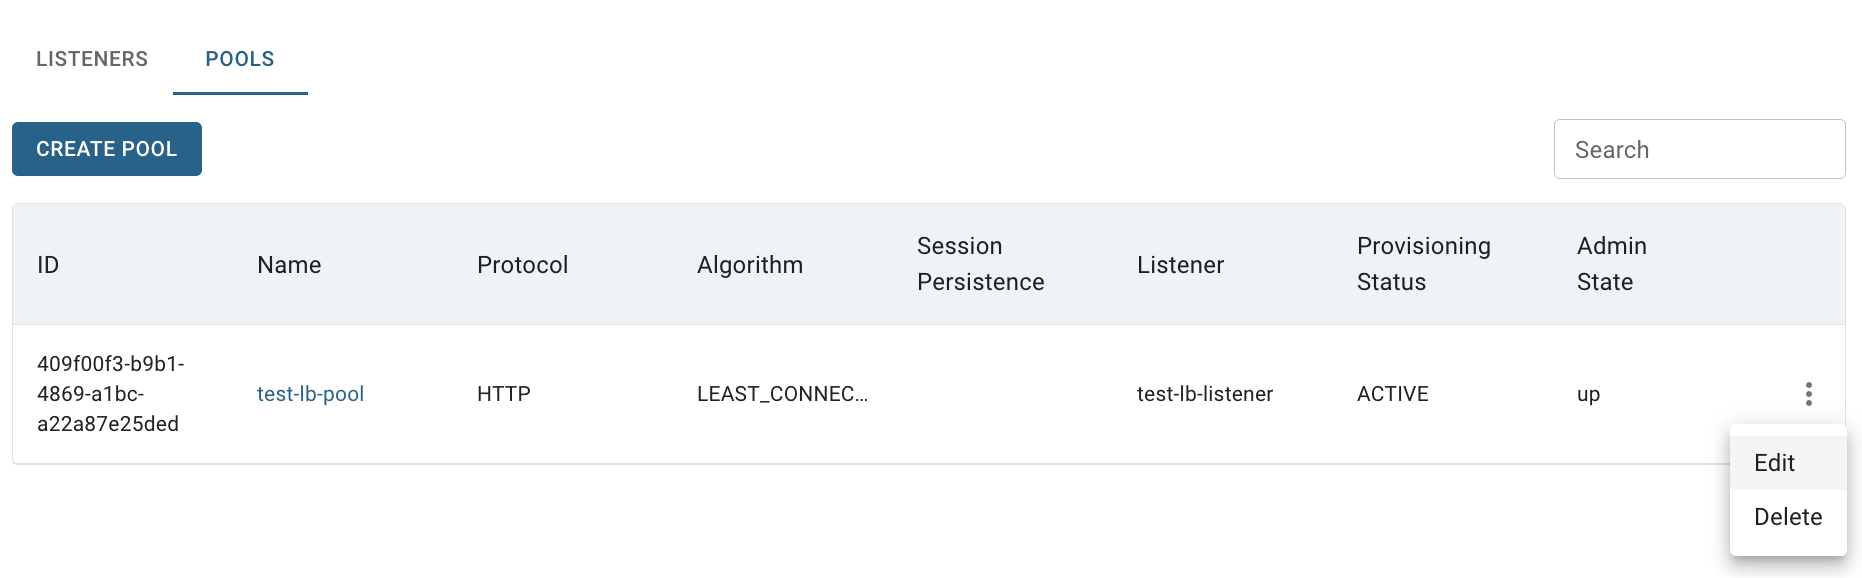 LISTENERS POOLS
CREATE POOL Search
ID Name Protocol Algorithm Session Persistence Listener Provisioning Status Admin State
409f00f3-b9b1-4869-a1bc-a22a87e25ded test-lb-pool HTTP LEAST_CONNEC... test-lb-listener ACTIVE up
Edit
Delete